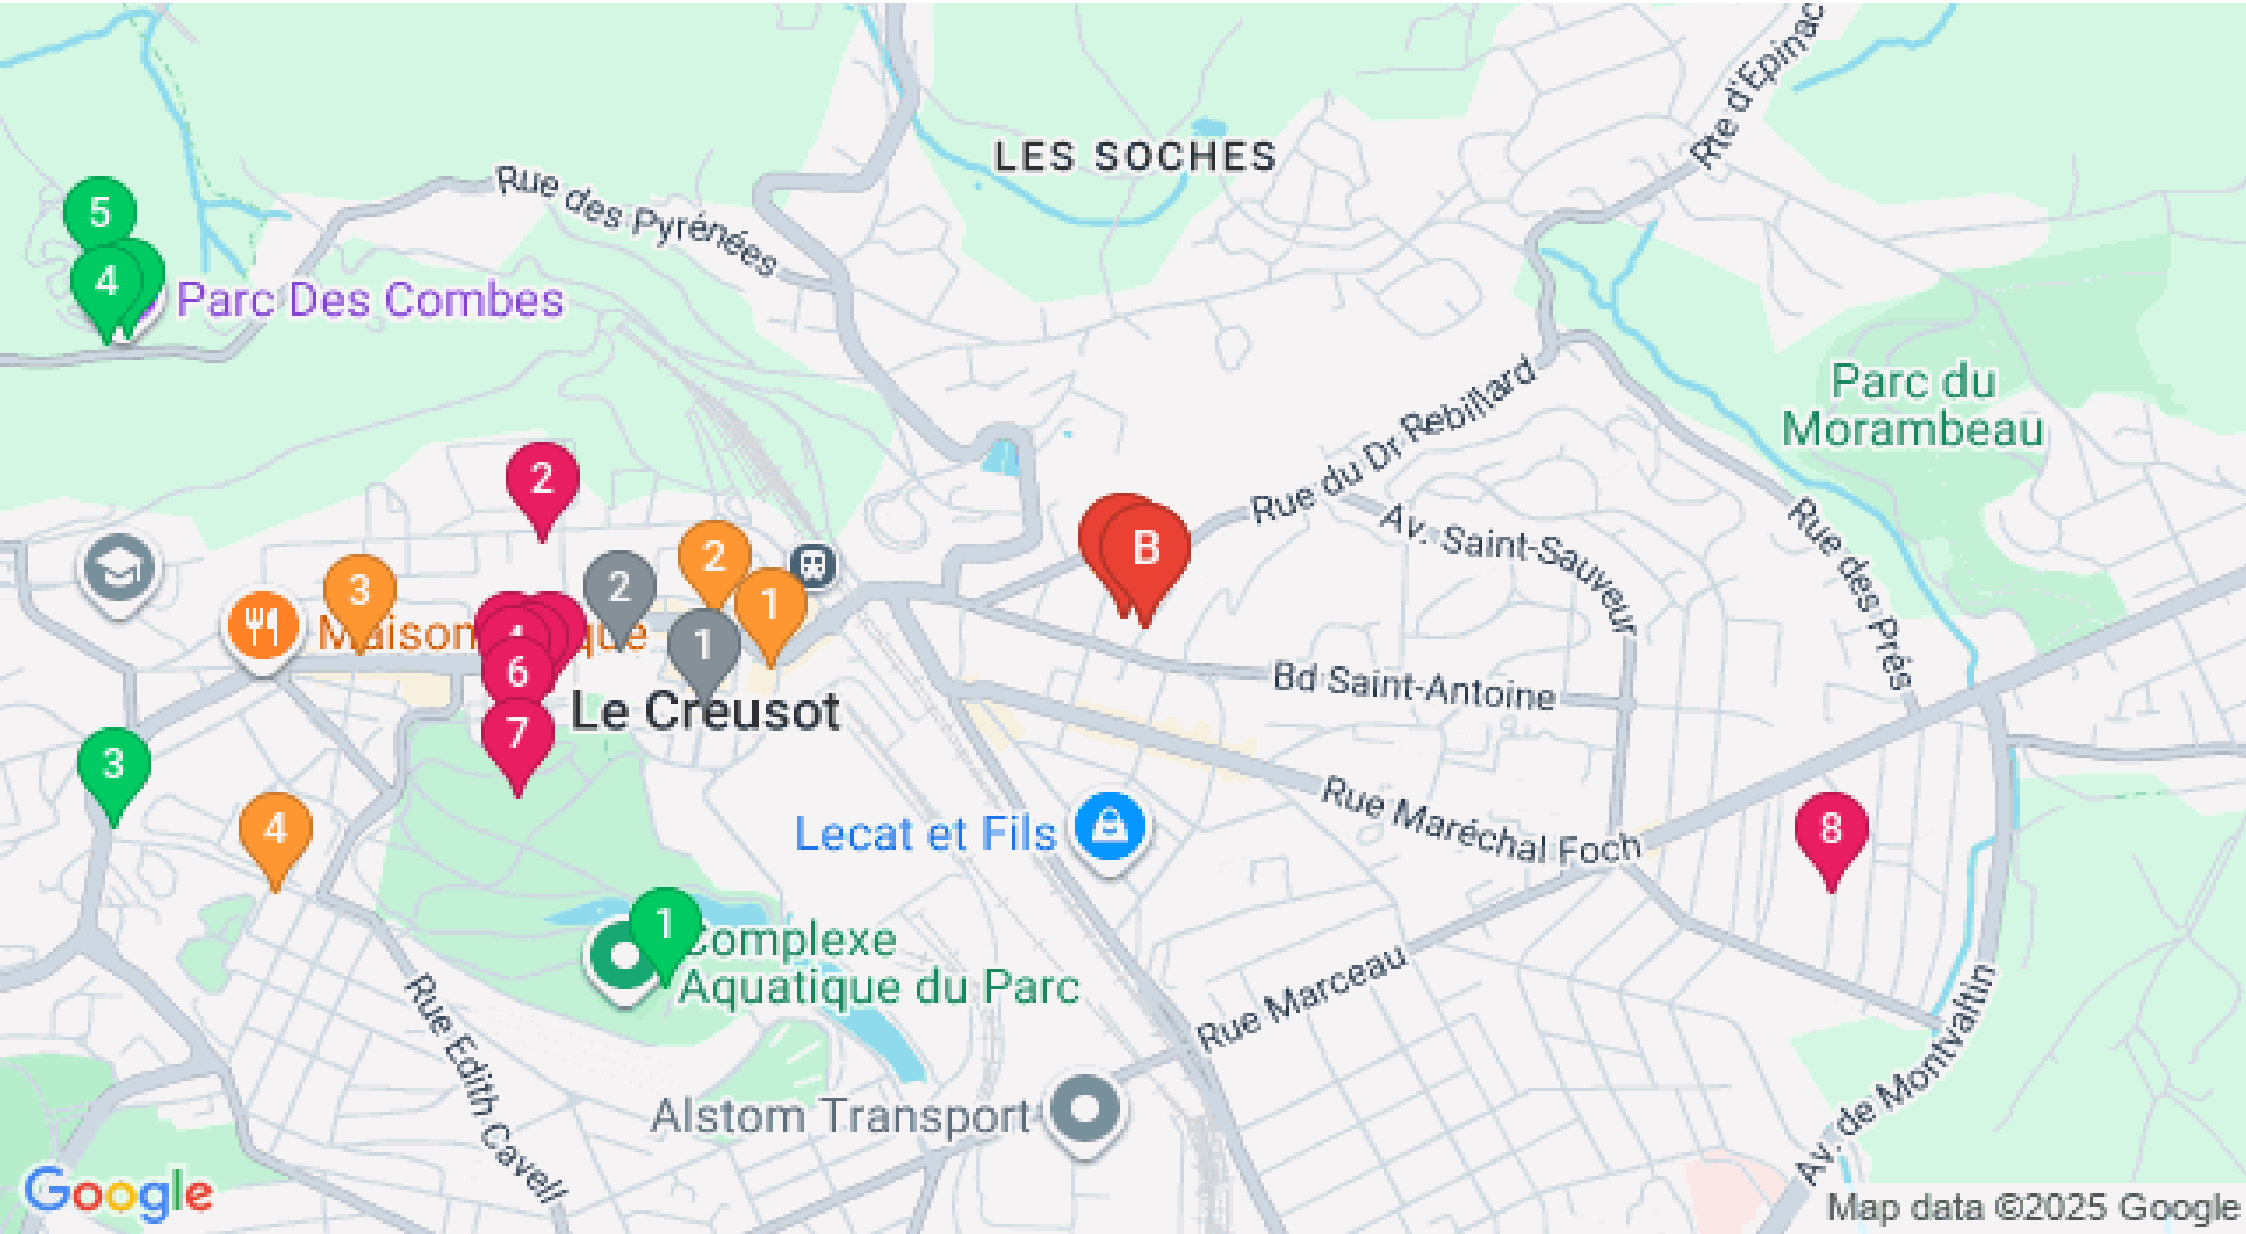 Rte d'Epinac
LES SOCHES
Rue des Pyrénées
5
4
Parc Des Combes
Parc du
Morambeau
Rue du Dr Rebillard
2
Av. Saint-Sauveur
Rue des Prés
B
3
2
2
1
Maison
que
1
6
Bd Saint-Antoine
7
Le Creusot
3
4
Lecat et Fils
Rue Maréchal Foch
8
1
Complexe
Aquatique du Parc
Rue Marceau
Rue Edith Cavell
Alstom Transport
Av. de Montvaltin
Google
Map data ©2025 Google